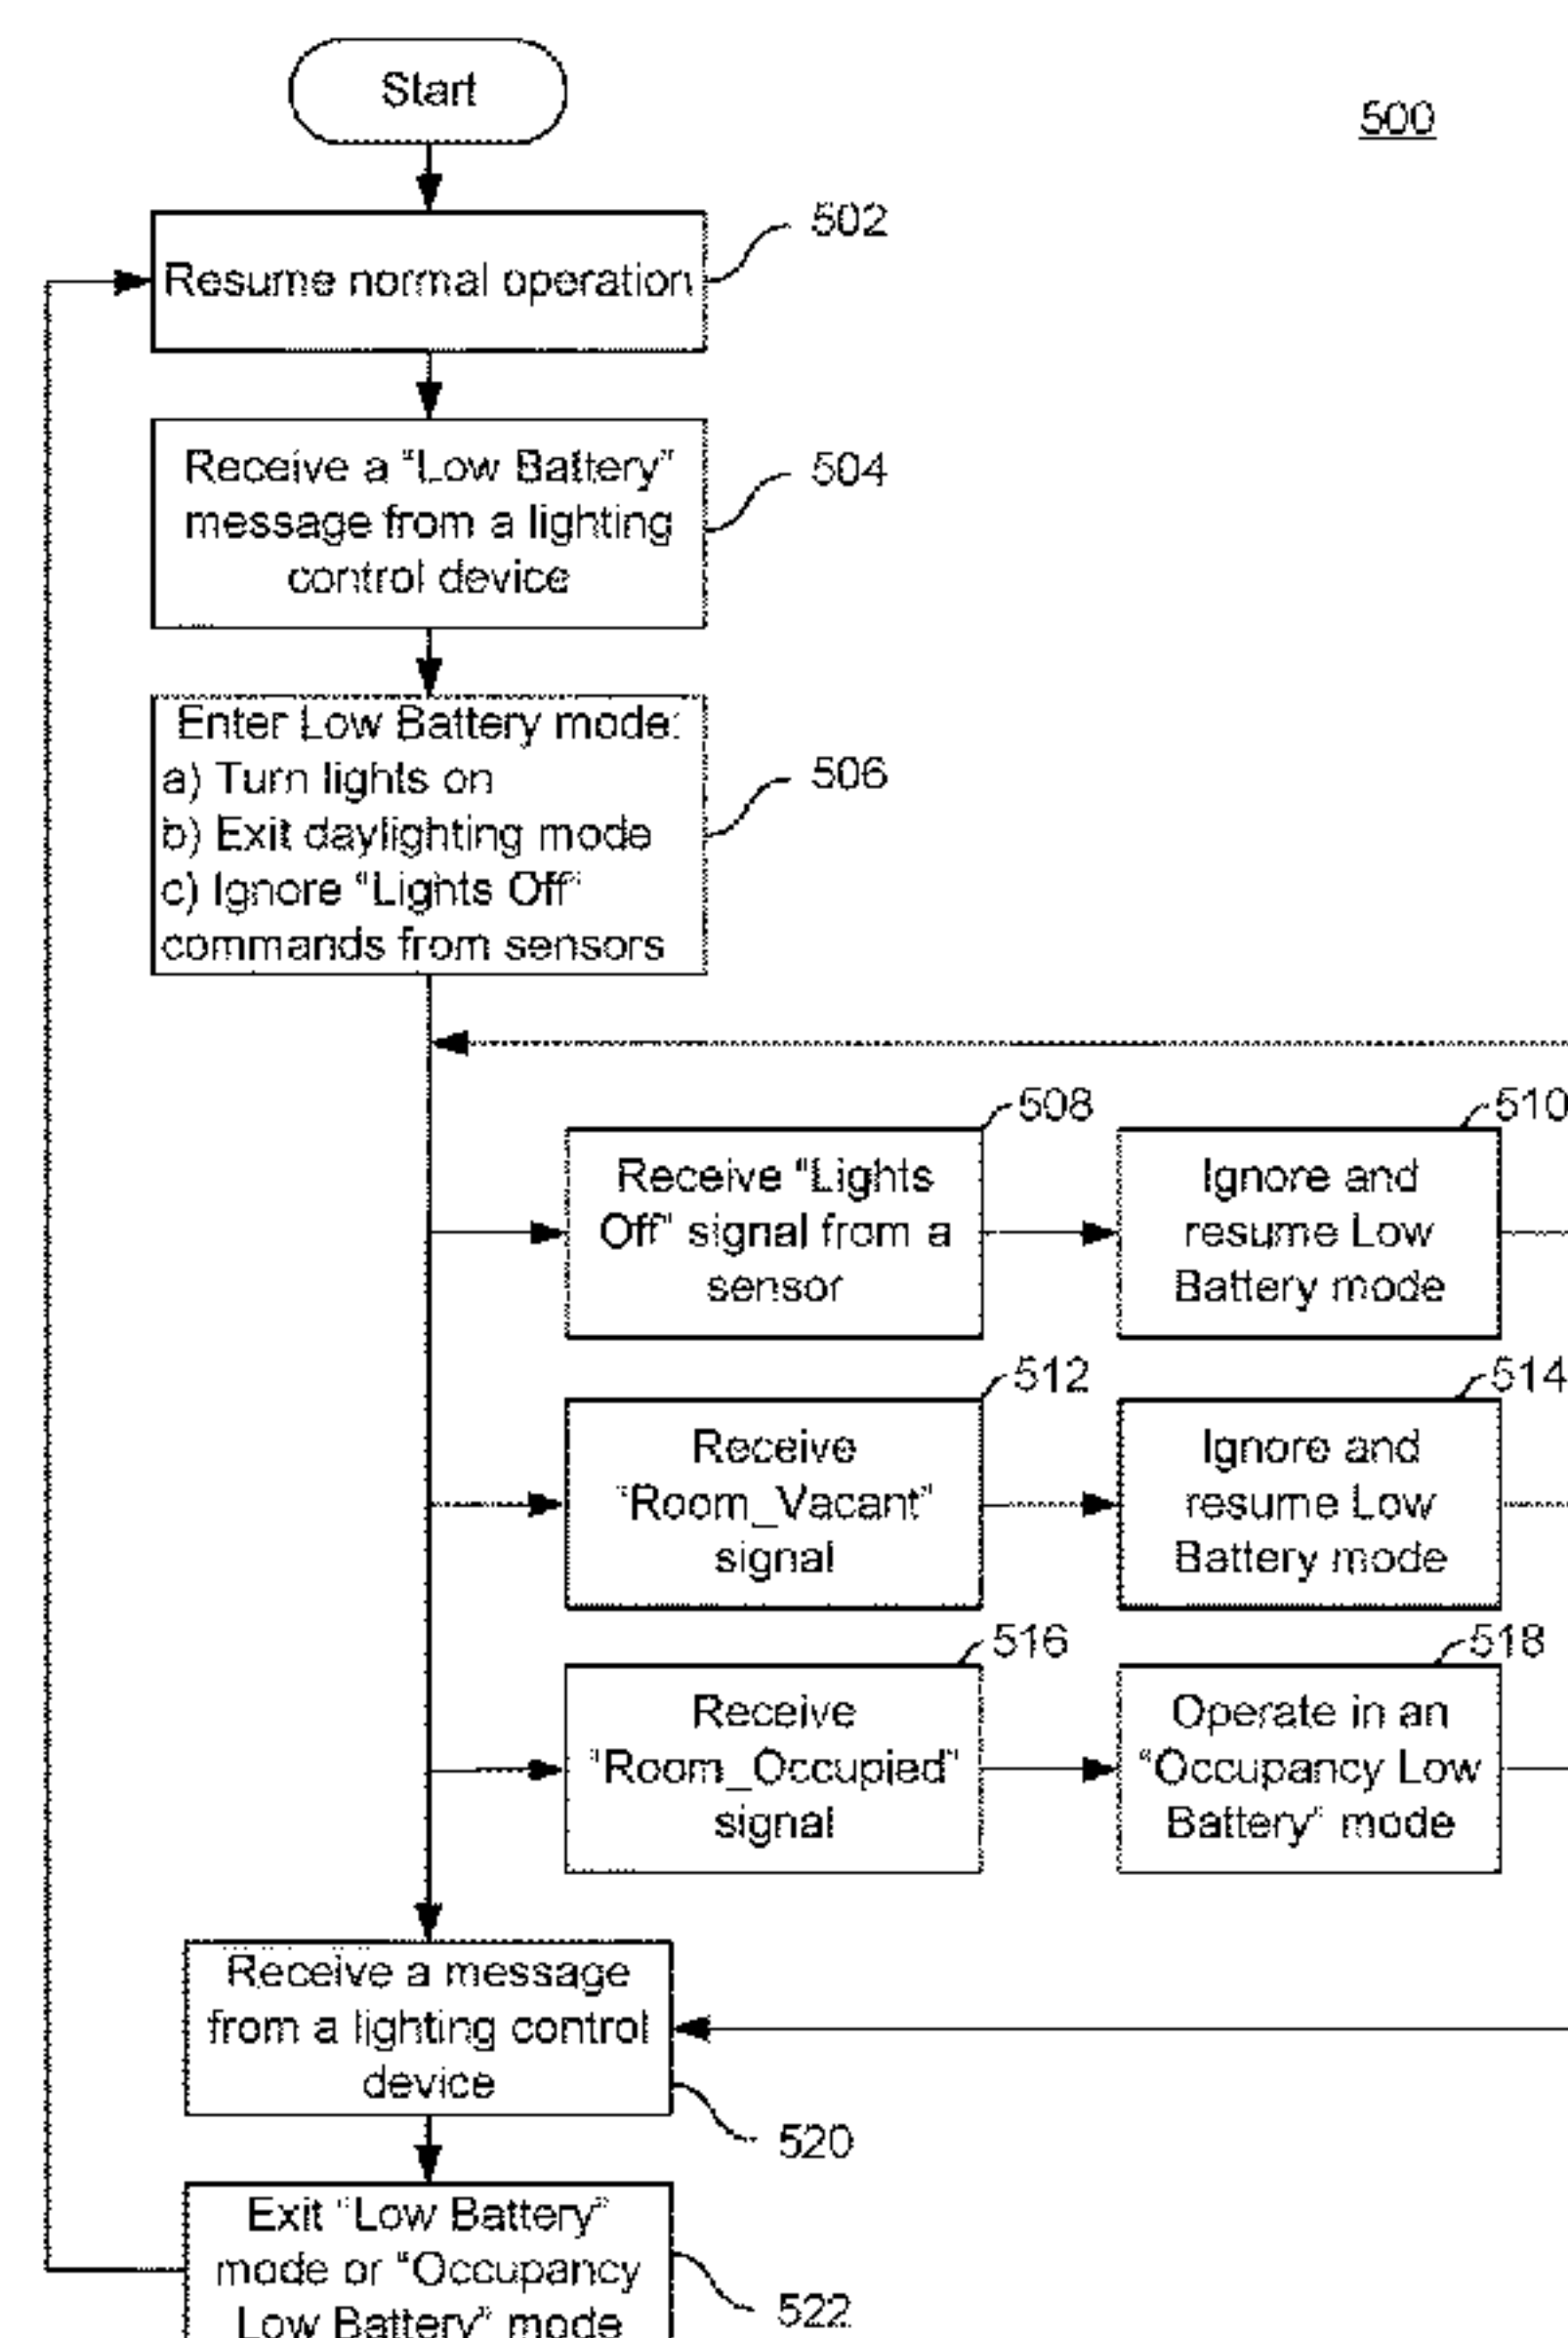 Start
500
502
Resume normal operation
Receive a "Low Battery"
message from a lighting
control device
504
Enter Low Battery mode:
a) Turn lights on
b) Exit daylighting mode
c) Ignore "Lights Off"
commands from sensors
506
508
Receive "Lights
Off" signal from a
sensor
510
Ignore and
resume Low
Battery mode
512
Receive
"Room_Vacant"
signal
514
Ignore and
resume Low
Battery mode
516
Receive
"Room_Occupied"
signal
518
Operate in an
"Occupancy Low
Battery" mode
Receive a message
from a lighting control
device
520
Exit "Low Battery"
mode or "Occupancy
Low Battery" mode
522